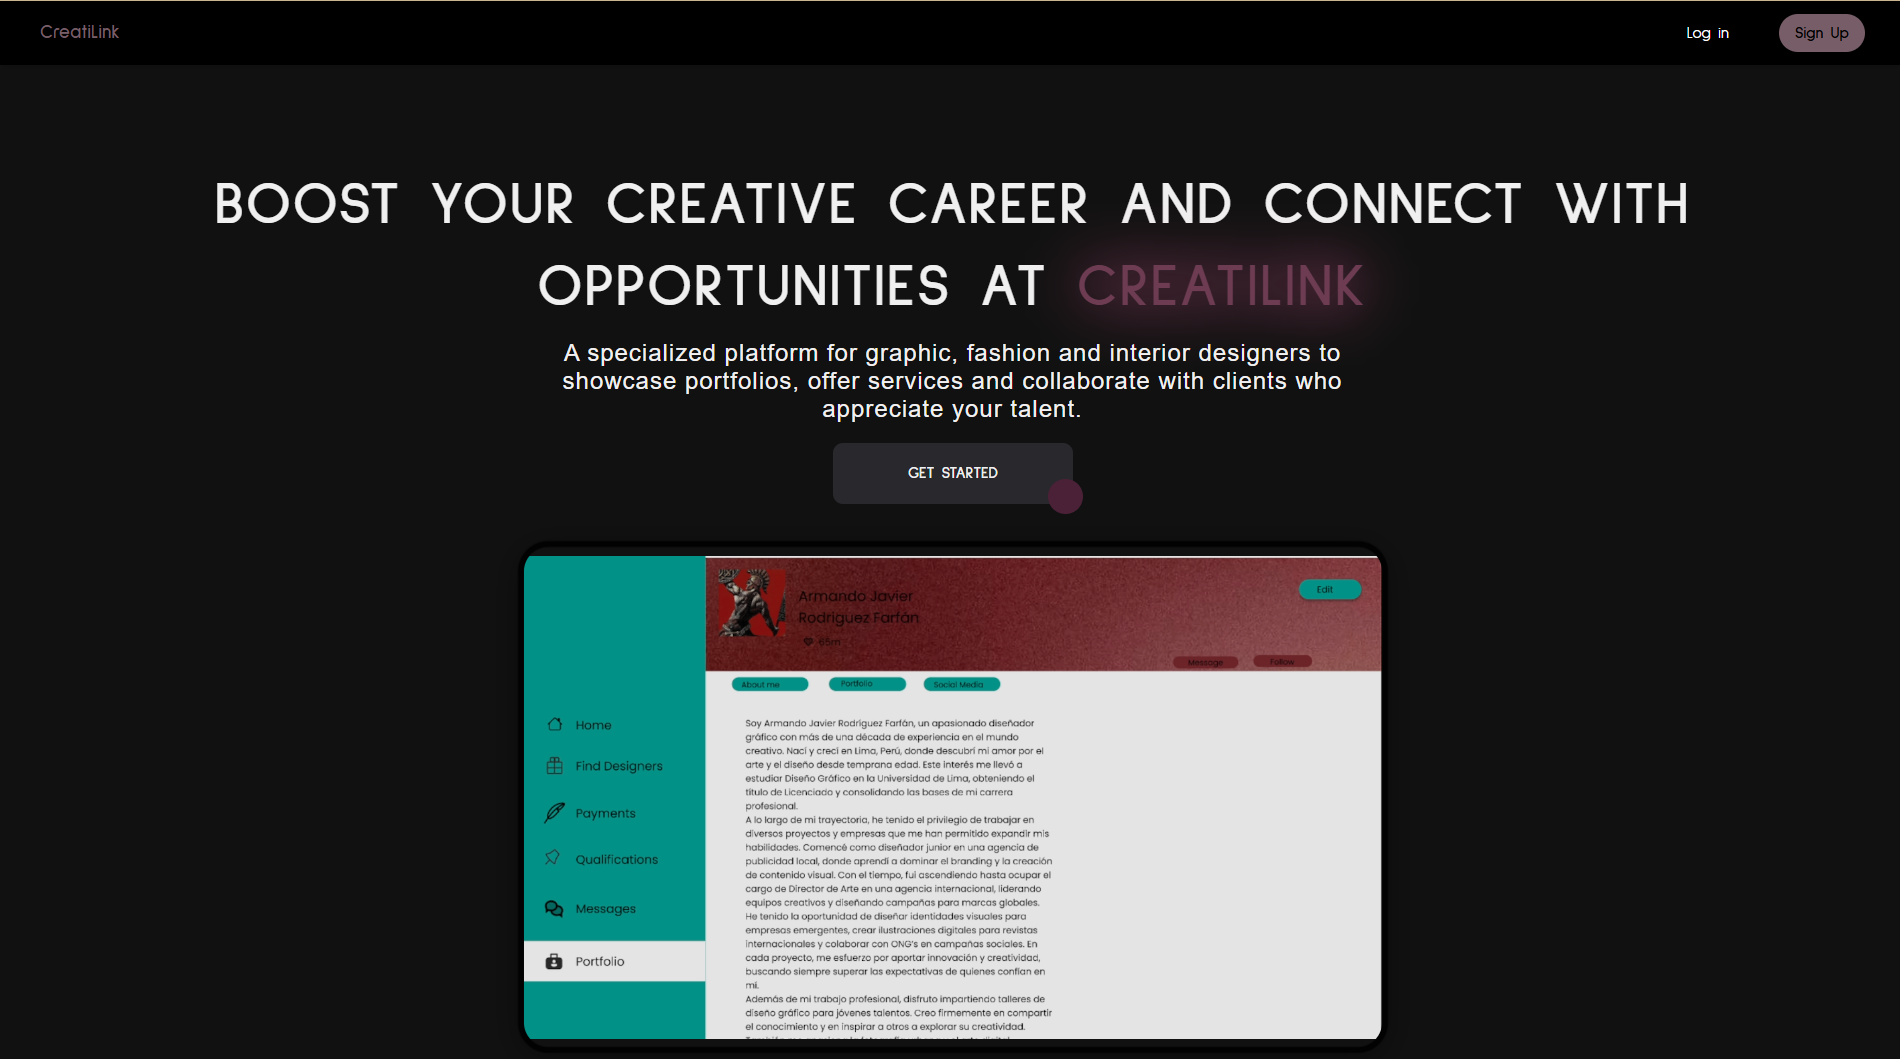 CreatiLink
Log in
Sign Up
BOOST YOUR CREATIVE CAREER AND CONNECT WITH
OPPORTUNITIES AT CREATILINK
A specialized platform for graphic, fashion and interior designers to
showcase portfolios, offer services and collaborate with clients who
appreciate your talent.
GET STARTED
Armando Javier
Rodríguez Farfán
65m
Edit
Message
Follow
About me
Portfolio
Social Media
Home
Find Designers
Payments
Qualifications
Messages
Portfolio
Soy Armando Javier Rodríguez Farfán, un apasionado diseñador
gráfico con más de una década de experiencia en el mundo
creativo. Nací y crecí en Lima, Perú, donde descubrí mi amor por el
arte y el diseño desde temprana edad. Este interés me llevó a
estudiar Diseño Gráfico en la Universidad de Lima, obteniendo el
título de Licenciado y consolidando las bases de mi carrera
profesional.
A lo largo de mi trayectoria, he tenido el privilegio de trabajar en
diversos proyectos y empresas que me han permitido expandir mis
habilidades. Comencé como diseñador junior en una agencia de
publicidad local, donde aprendí a dominar el branding y la creación
de contenido visual. Con el tiempo, fui ascendiendo hasta ocupar el
cargo de Director de Arte en una agencia internacional, liderando
equipos creativos y diseñando campañas para marcas globales.
He tenido la oportunidad de diseñar identidades visuales para
empresas emergentes, crear ilustraciones digitales para revistas
internacionales y colaborar con ONG's en campañas sociales. En
cada proyecto, me esfuerzo por aportar innovación y creatividad,
buscando siempre superar las expectativas de quienes confían en
mí.
Además de mi trabajo profesional, disfruto impartiendo talleres de
diseño gráfico para jóvenes talentos. Creo firmemente en compartir
el conocimiento y en inspirar a otros a explorar su creatividad.